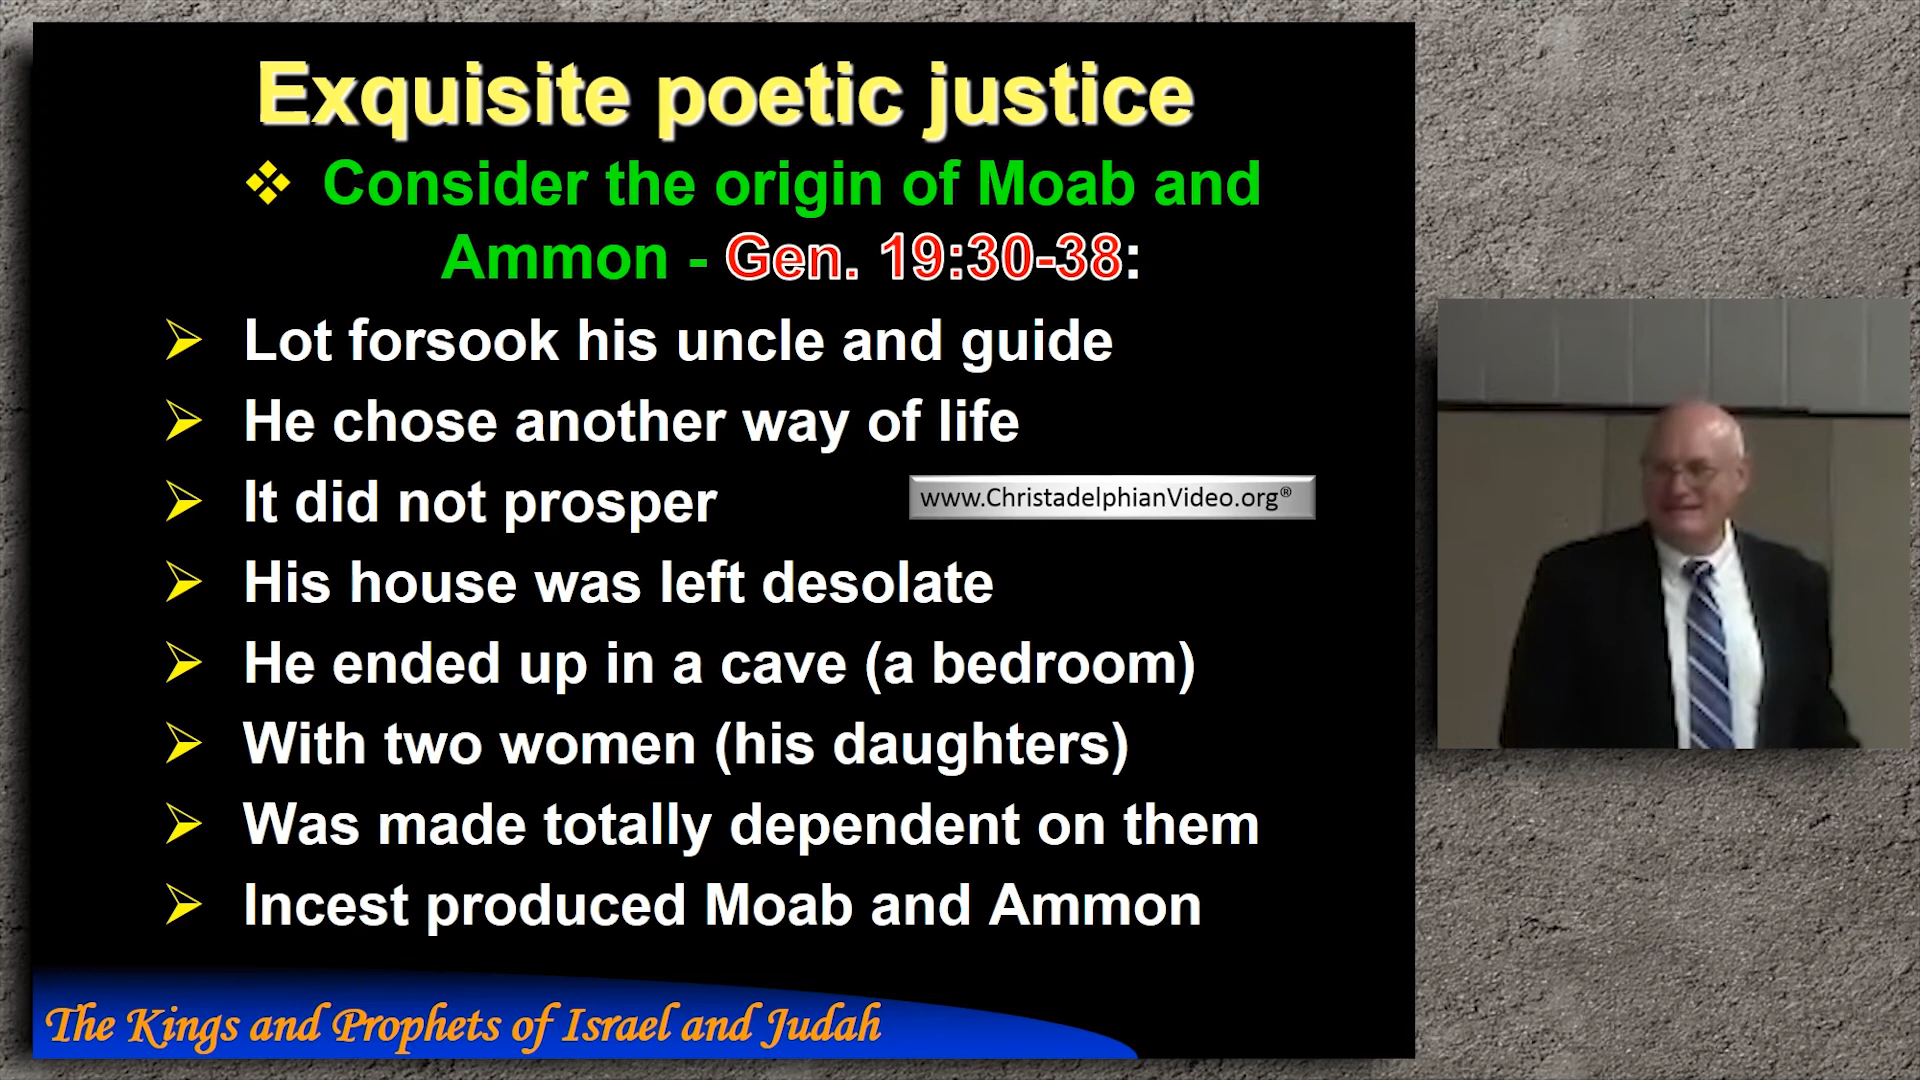 Exquisite poetic justice
❖ Consider the origin of Moab and
Ammon - Gen. 19:30-38:
➢ Lot forsook his uncle and guide
➢ He chose another way of life
➢ It did not prosper
www.ChristadelphianVideo.org®
➢ His house was left desolate
➢ He ended up in a cave (a bedroom)
➢ With two women (his daughters)
➢ Was made totally dependent on them
➢ Incest produced Moab and Ammon
The Kings and Prophets of Israel and Judah